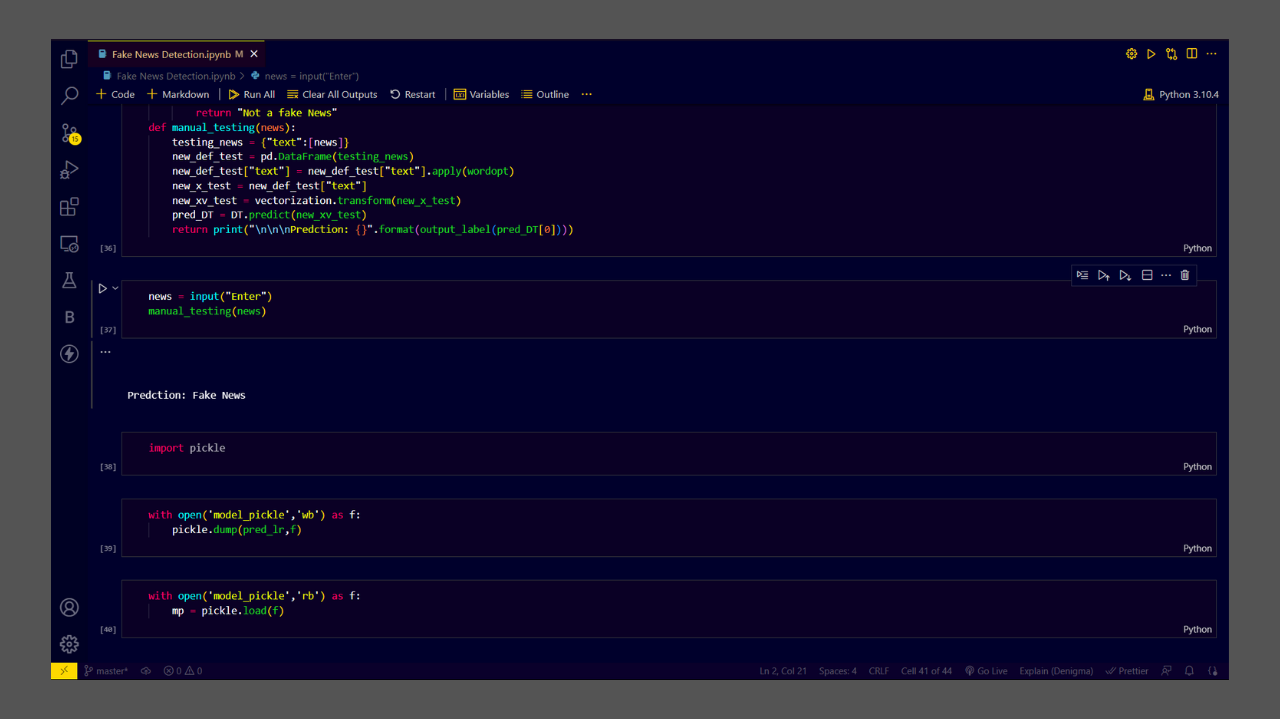 Fake News Detection.ipynb M
Fake News Detection.ipynb > news = input("Enter")
+ Code + Markdown | Run All Clear All Outputs Restart | Variables Outline ...
Python 3.10.4
return "Not a fake News"
def manual_testing(news):
testing_news = {"text":[news]}
new_def_test = pd.DataFrame(testing_news)
new_def_test["text"] = new_def_test["text"].apply(wordopt)
new_x_test = new_def_test["text"]
new_xv_test = vectorization.transform(new_x_test)
pred_DT = DT.predict(new_xv_test)
return print("\n\n\nPredction: {}".format(output_label(pred_DT[0])))
[36]
Python
15
B
news = input("Enter")
manual_testing(news)
[37]
Python
...
Predction: Fake News
import pickle
[38]
Python
with open('model_pickle','wb') as f:
pickle.dump(pred_lr,f)
[39]
Python
with open('model_pickle','rb') as f:
mp = pickle.load(f)
[40]
Python
master* 0 0 Ln 2, Col 21 Spaces: 4 CRLF Cell 41 of 44 Go Live Explain (Denigma) Prettier